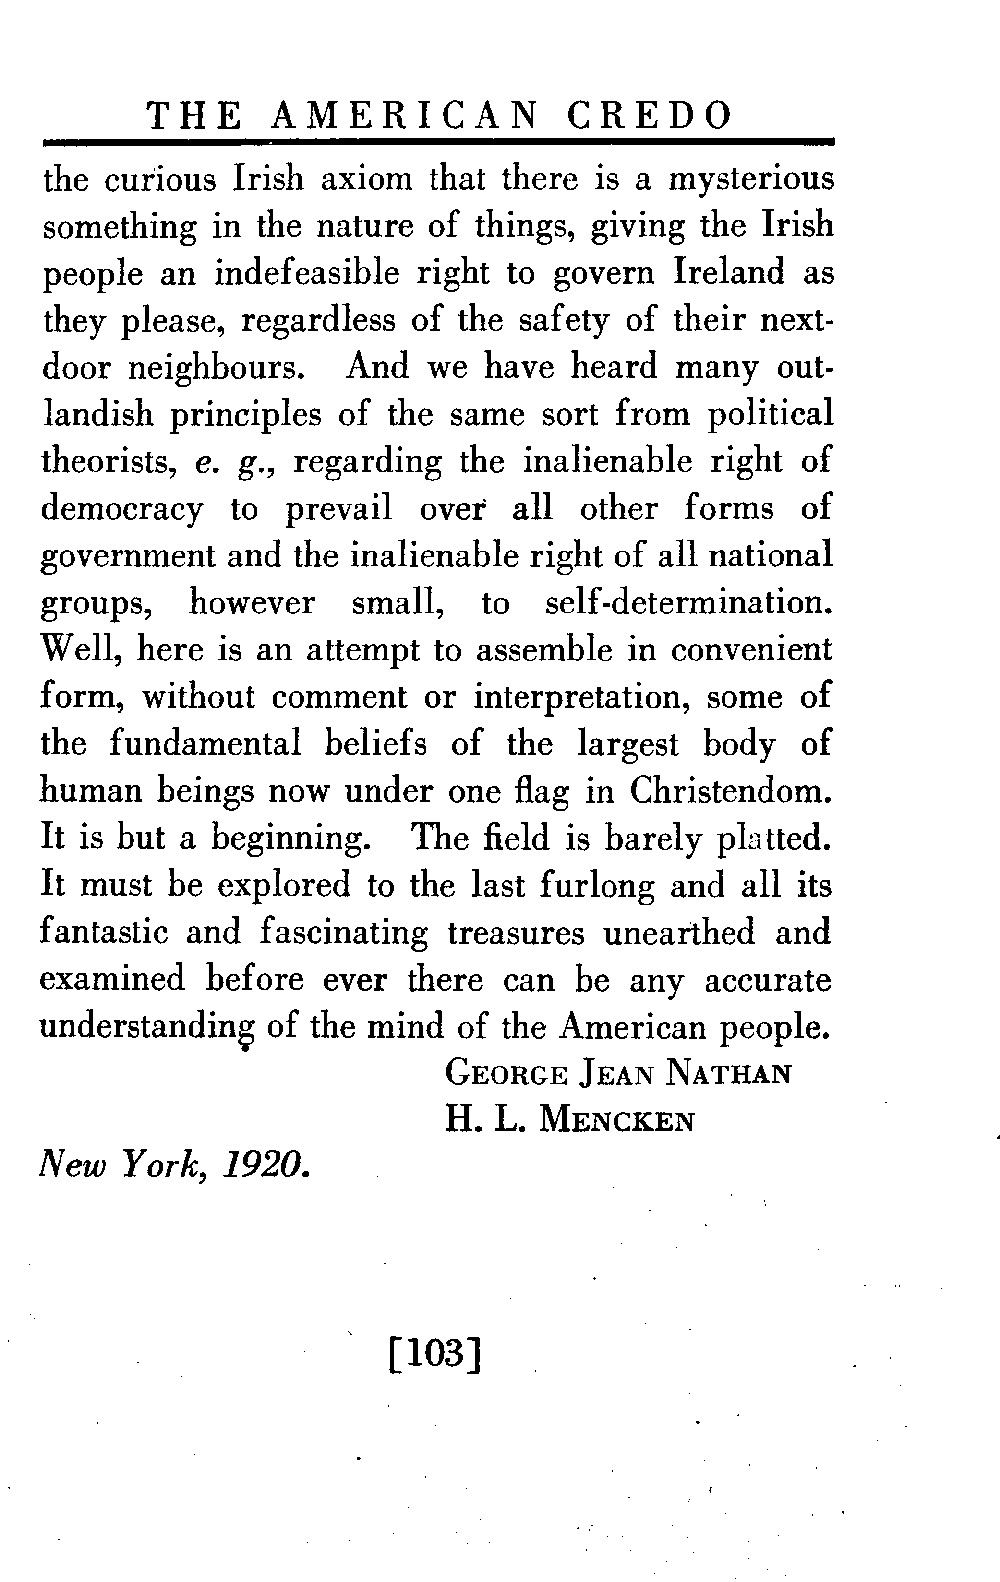 THE AMERICAN CREDO
the curious Irish axiom that there is a mysterious
something in the nature of things, giving the Irish
people an indefeasible right to govern Ireland as
they please, regardless of the safety of their next-
door neighbours. And we have heard many out-
landish principles of the same sort from political
theorists, e. g., regarding the inalienable right of
democracy to prevail over all other forms of
government and the inalienable right of all national
groups, however small, to self-determination.
Well, here is an attempt to assemble in convenient
form, without comment or interpretation, some of
the fundamental beliefs of the largest body of
human beings now under one flag in Christendom.
It is but a beginning. The field is barely platted.
It must be explored to the last furlong and all its
fantastic and fascinating treasures unearthed and
examined before ever there can be any accurate
understanding of the mind of the American people.
GEORGE JEAN NATHAN
H. L. MENCKEN
New York, 1920.
[103]